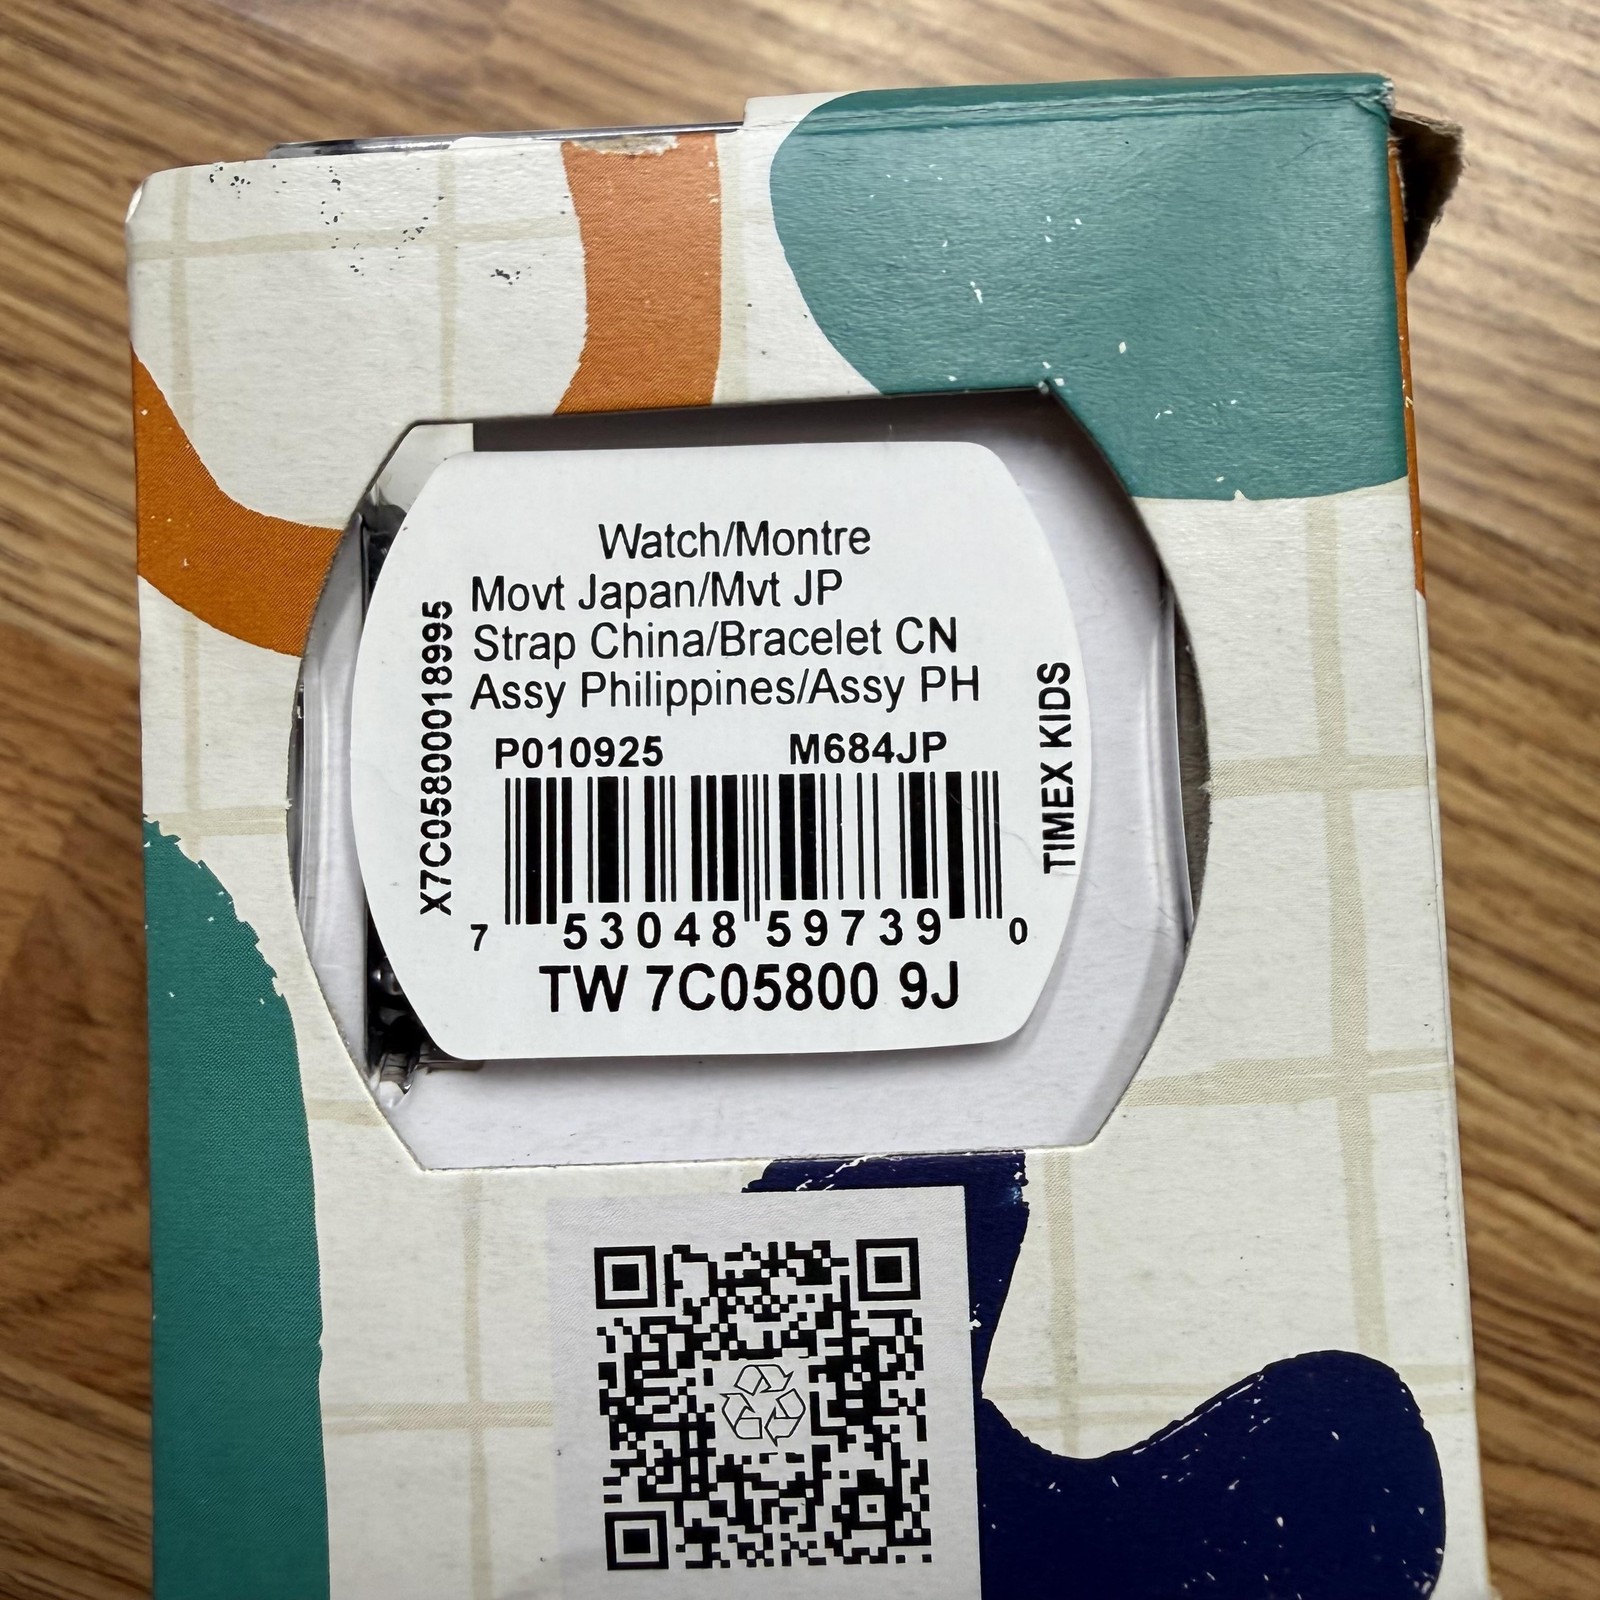 Watch/Montre
Movt Japan/Mvt JP
Strap China/Bracelet CN
Assy Philippines/Assy PH
P010925 M684JP
7 53048 59739 0
TW 7C05800 9J
X7C05800018995
TIMEX KIDS